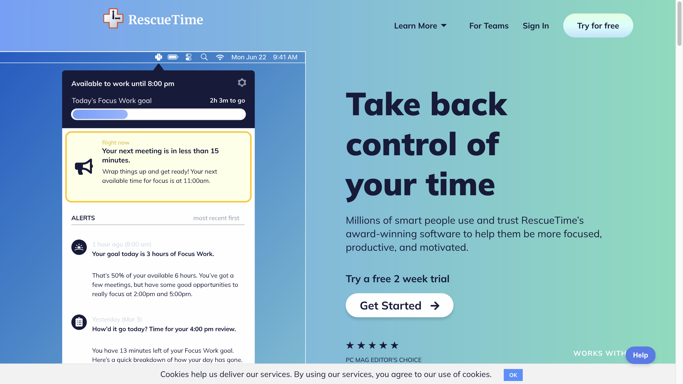 RescueTime
Learn More
For Teams
Sign In
Try for free
Mon Jun 22 9:41 AM
Available to work until 8:00 pm
Today's Focus Work goal 2h 3m to go
Right now
Your next meeting is in less than 15
minutes.
Wrap things up and get ready! Your next
available time for focus is at 11:00am.
ALERTS most recent first
1 hour ago (8:00 am)
Your goal today is 3 hours of Focus Work.
That's 50% of your available 6 hours. You've got a
few meetings, but have some good opportunities to
really focus at 2:00pm and 5:00pm.
Yesterday (Mar 3)
How'd it go today? Time for your 4:00 pm review.
You have 13 minutes left of your Focus Work goal.
Here's a quick breakdown of how your day has gone.
Take back
control of
your time
Millions of smart people use and trust RescueTime's
award-winning software to help them be more focused,
productive, and motivated.
Try a free 2 week trial
Get Started
PC MAG EDITOR'S CHOICE
WORKS WITH
Help
Cookies help us deliver our services. By using our services, you agree to our use of cookies.
OK